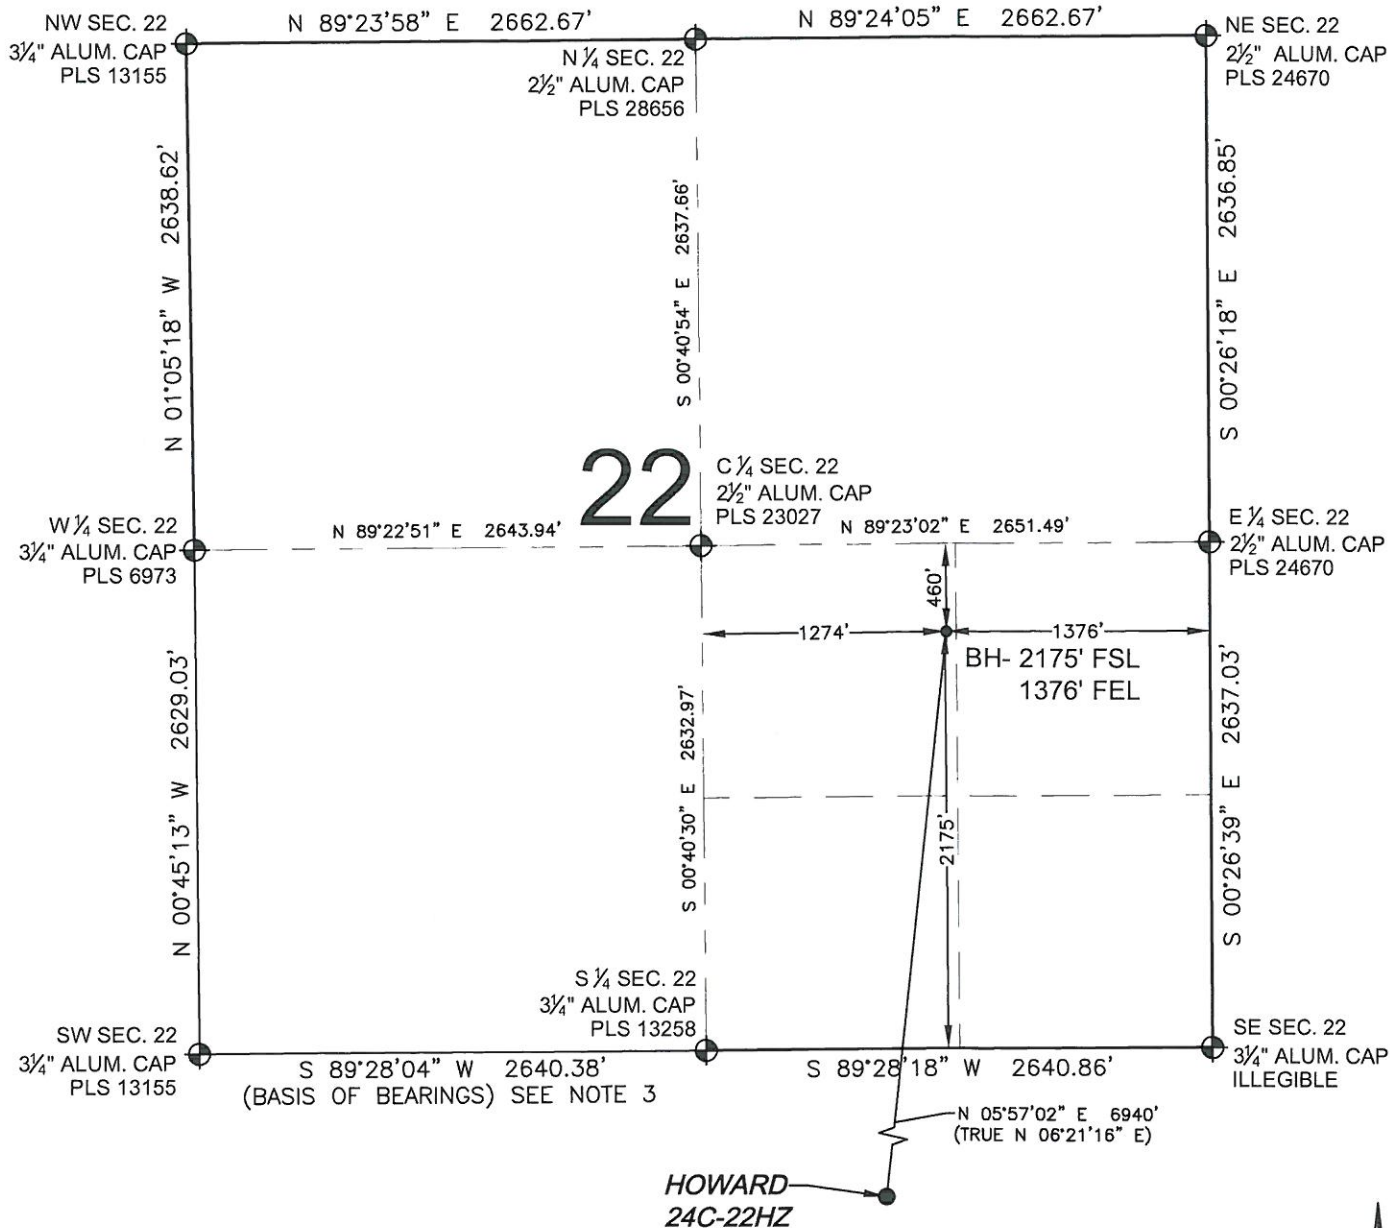 N 89°23'58" E 2662.67'
N 89°24'05" E 2662.67'
NW SEC. 22
3¼" ALUM. CAP
PLS 13155
N ¼ SEC. 22
2½" ALUM. CAP
PLS 28656
NE SEC. 22
2½" ALUM. CAP
PLS 24670
N 01°05'18" W 2638.62'
S 00°40'54" E 2637.66'
S 00°26'18" E 2636.85'
22
C ¼ SEC. 22
2½" ALUM. CAP
PLS 23027
W ¼ SEC. 22
3¼" ALUM. CAP
PLS 6973
N 89°22'51" E 2643.94'
N 89°23'02" E 2651.49'
E ¼ SEC. 22
2½" ALUM. CAP
PLS 24670
460'
1274'
1376'
BH- 2175' FSL
1376' FEL
N 00°45'13" W 2629.03'
S 00°40'30" E 2632.97'
2175'
S 00°26'39" E 2637.03'
S ¼ SEC. 22
3¼" ALUM. CAP
PLS 13258
SW SEC. 22
3¼" ALUM. CAP
PLS 13155
SE SEC. 22
3¼" ALUM. CAP
ILLEGIBLE
S 89°28'04" W 2640.38'
(BASIS OF BEARINGS) SEE NOTE 3
S 89°28'18" W 2640.86'
N 05°57'02" E 6940'
(TRUE N 06°21'16" E)
HOWARD
24C-22HZ